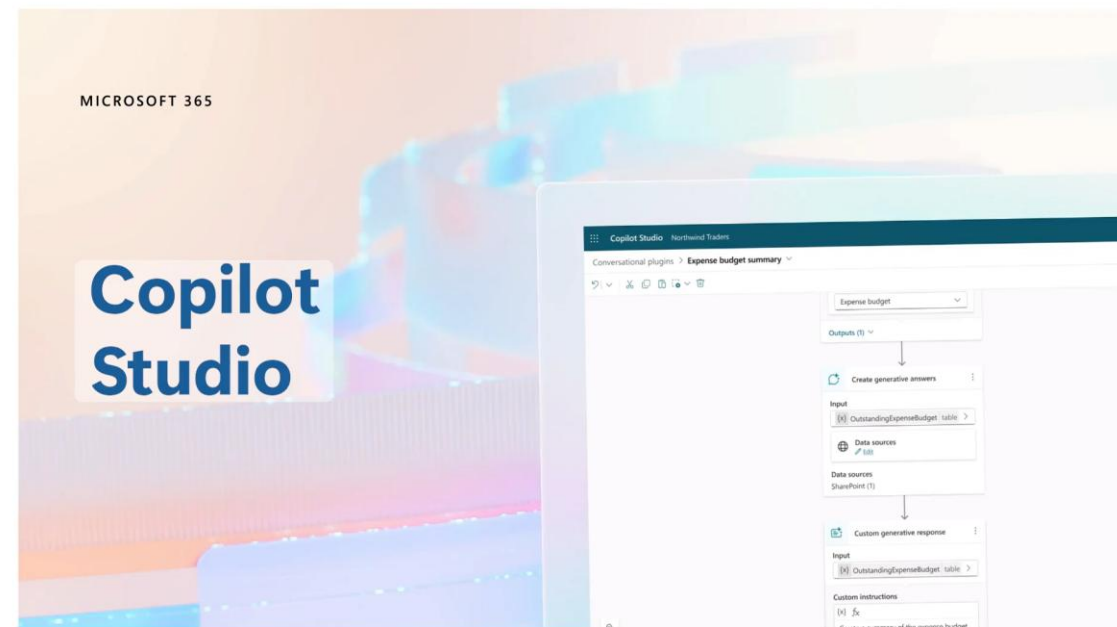 MICROSOFT 365
Copilot
Studio
Copilot Studio Northwind Traders
Conversational plugins > Expense budget summary
Expense budget
Outputs (1)
Create generative answers
Input
{x} OutstandingExpenseBudget table >
Data sources
Edit
Data sources
SharePoint (1)
Custom generative response
Input
{x} OutstandingExpenseBudget table >
Custom instructions
{x} fx